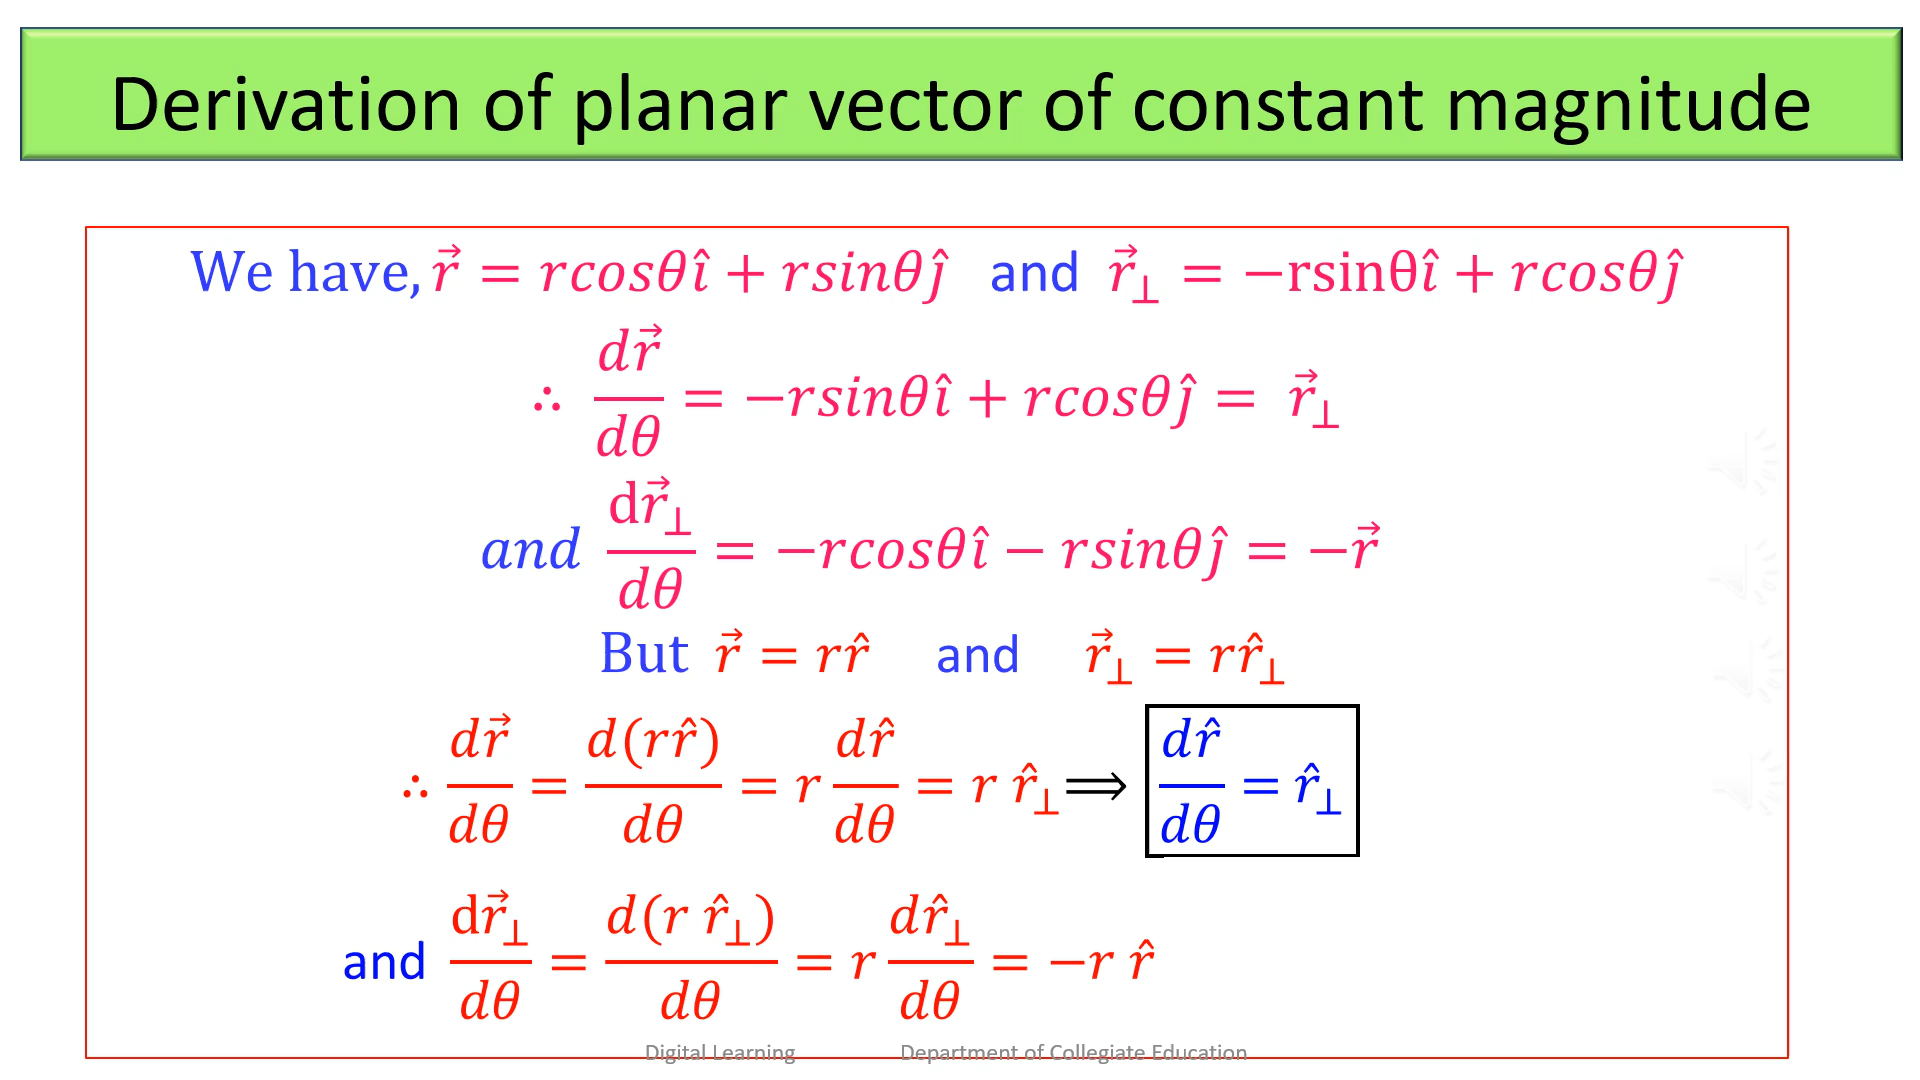 Derivation of planar vector of constant magnitude
We have, r⃗ = rcosθî + rsinθĵ and r⃗⊥ = −rsinθî + rcosθĵ
∴ dr⃗/dθ = −rsinθî + rcosθĵ = r⃗⊥
and dr⃗⊥/dθ = −rcosθî − rsinθĵ = −r⃗
But r⃗ = rr̂ and r⃗⊥ = rr̂⊥
∴ dr⃗/dθ = d(rr̂)/dθ = r dr̂/dθ = r r̂⊥ ⟹ dr̂/dθ = r̂⊥
and dr⃗⊥/dθ = d(r r̂⊥)/dθ = r dr̂⊥/dθ = −r r̂
Digital Learning Department of Collegiate Education